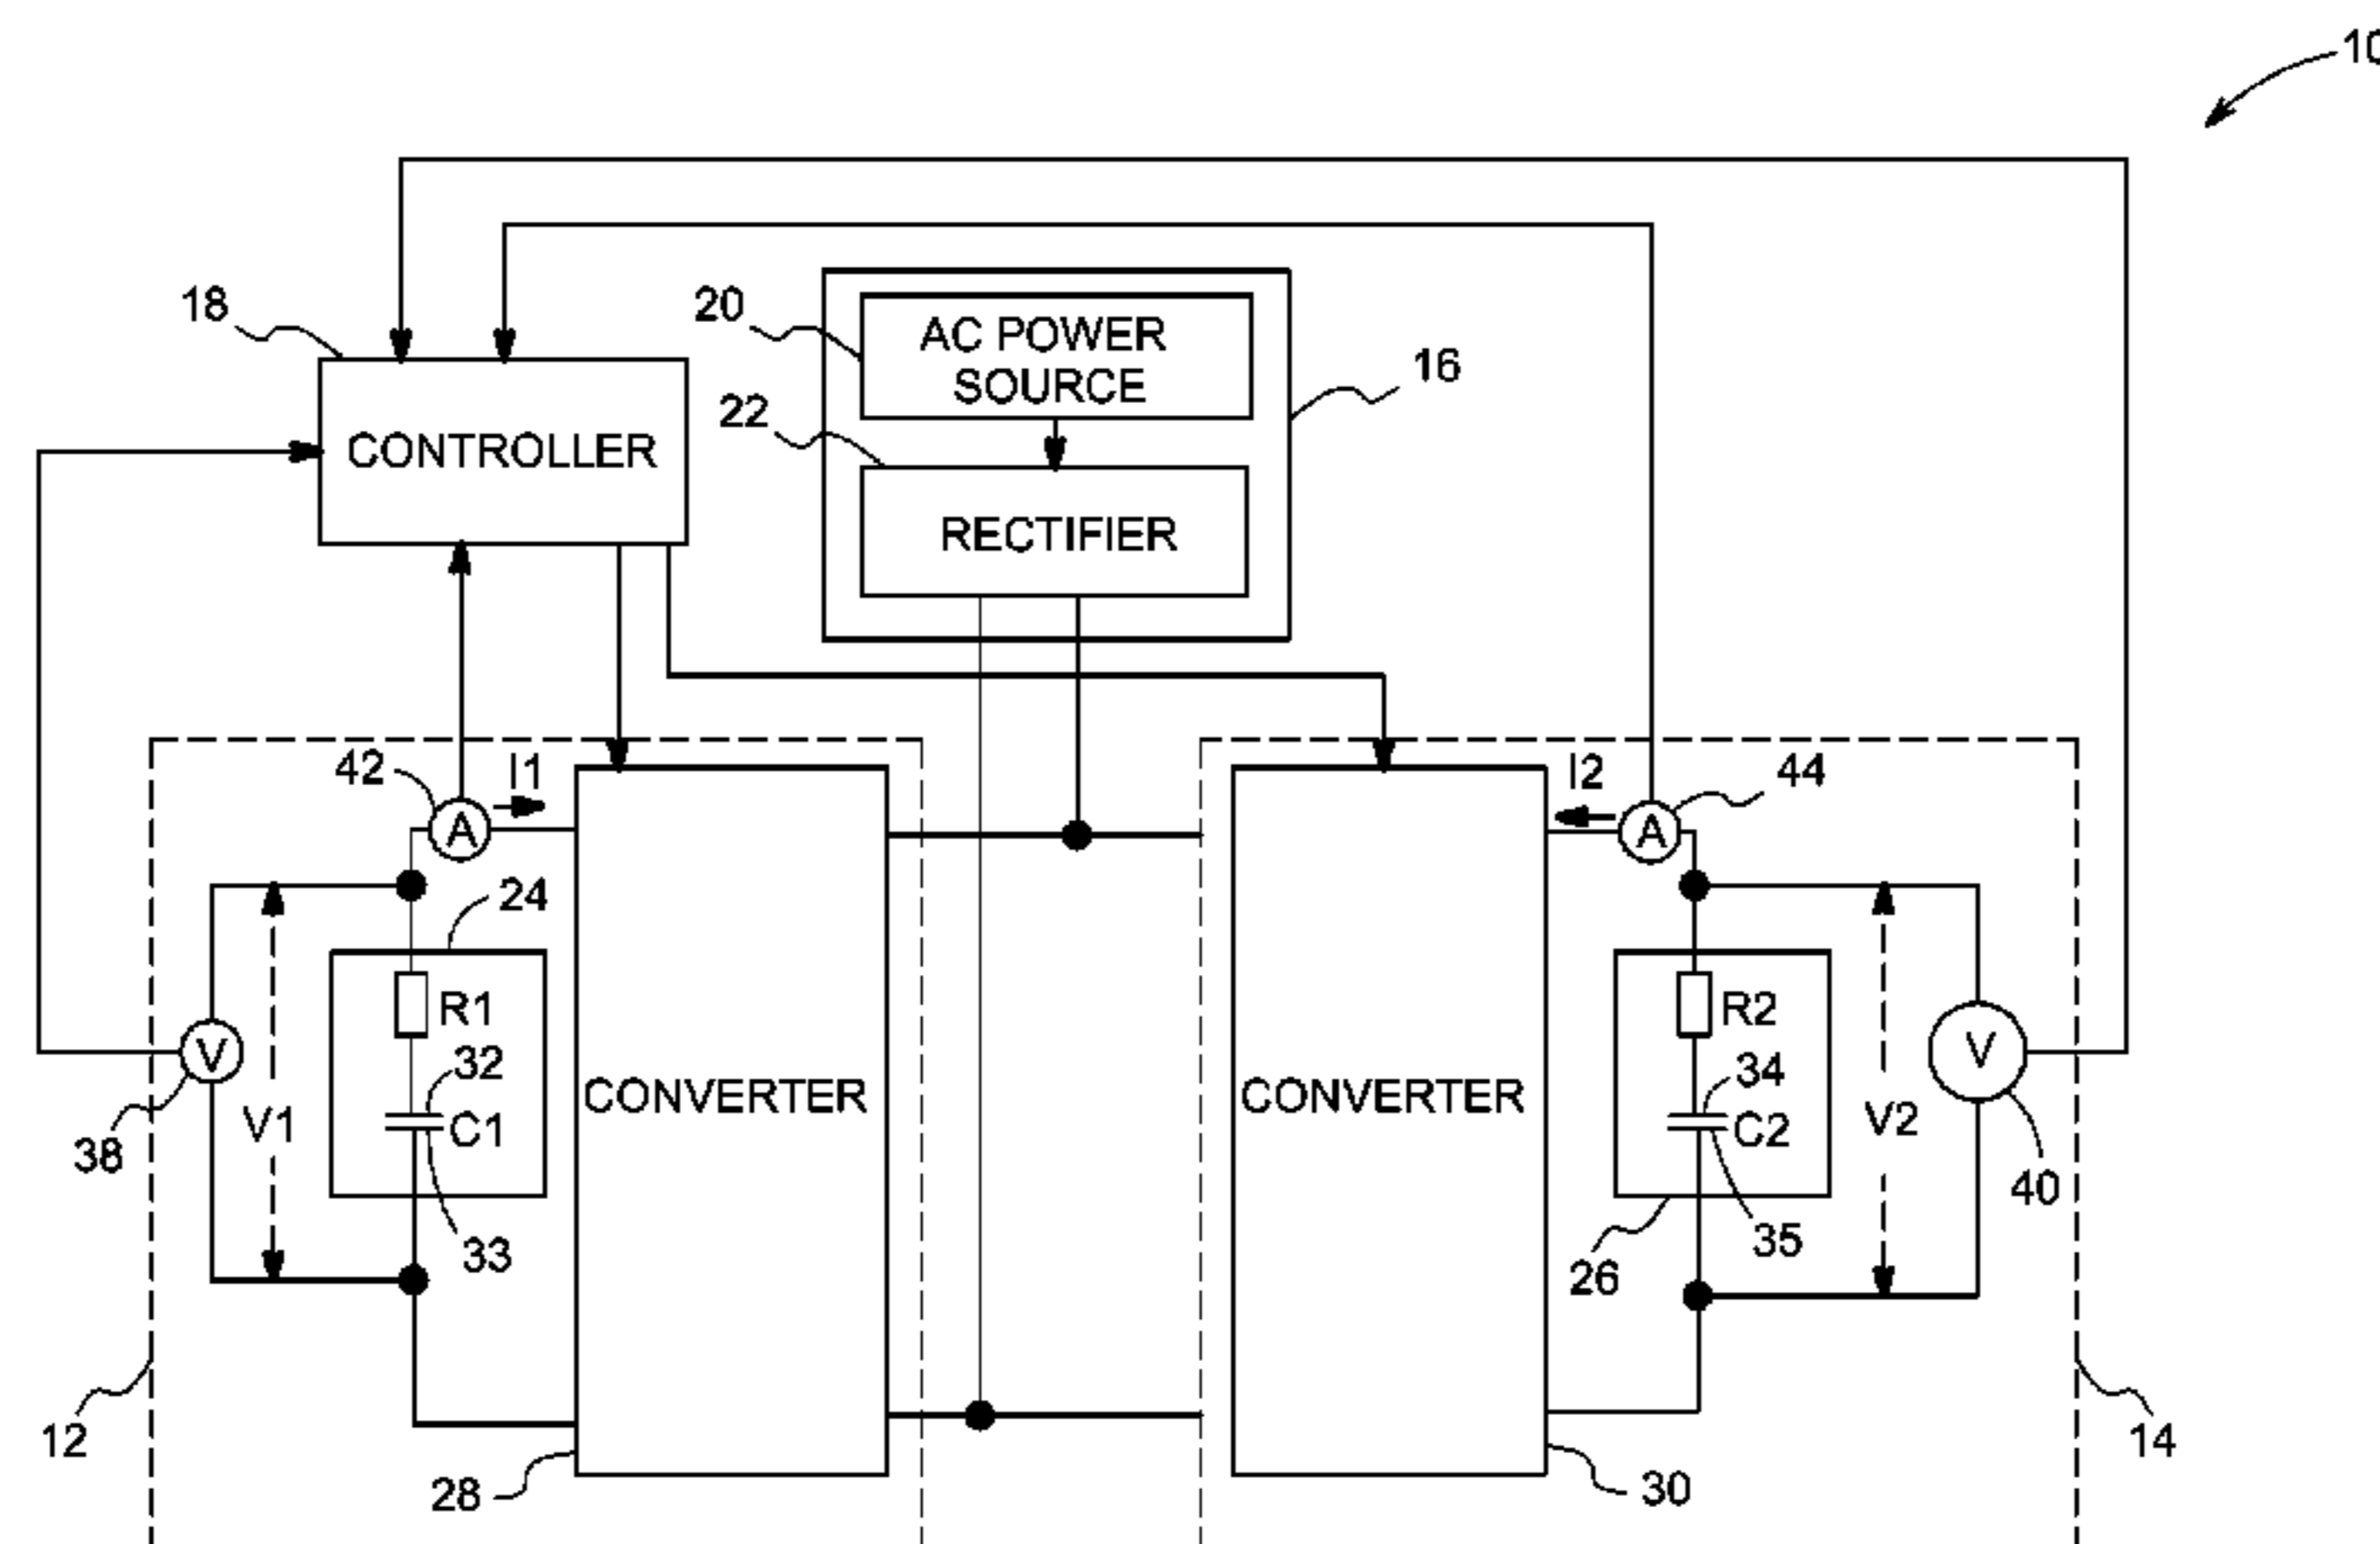 10
18
20
AC POWER
SOURCE
16
22
CONTROLLER
RECTIFIER
42
I1
I2
44
A
A
24
R1
R2
V
32
V
34
CONVERTER
CONVERTER
V1
C1
V2
C2
38
40
33
35
26
12
14
28
30